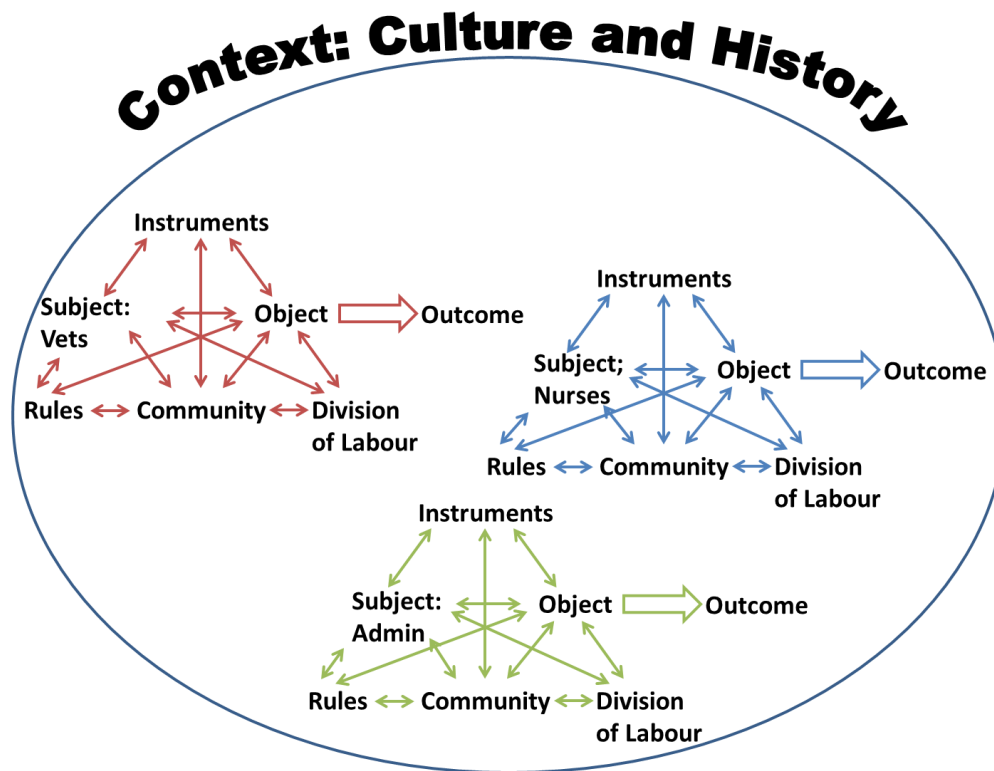 Context: Culture and History
Instruments
Subject:
Vets
Object
Outcome
Rules
Community
Division
of Labour
Instruments
Subject;
Nurses
Object
Outcome
Rules
Community
Division
of Labour
Instruments
Subject:
Admin
Object
Outcome
Rules
Community
Division
of Labour